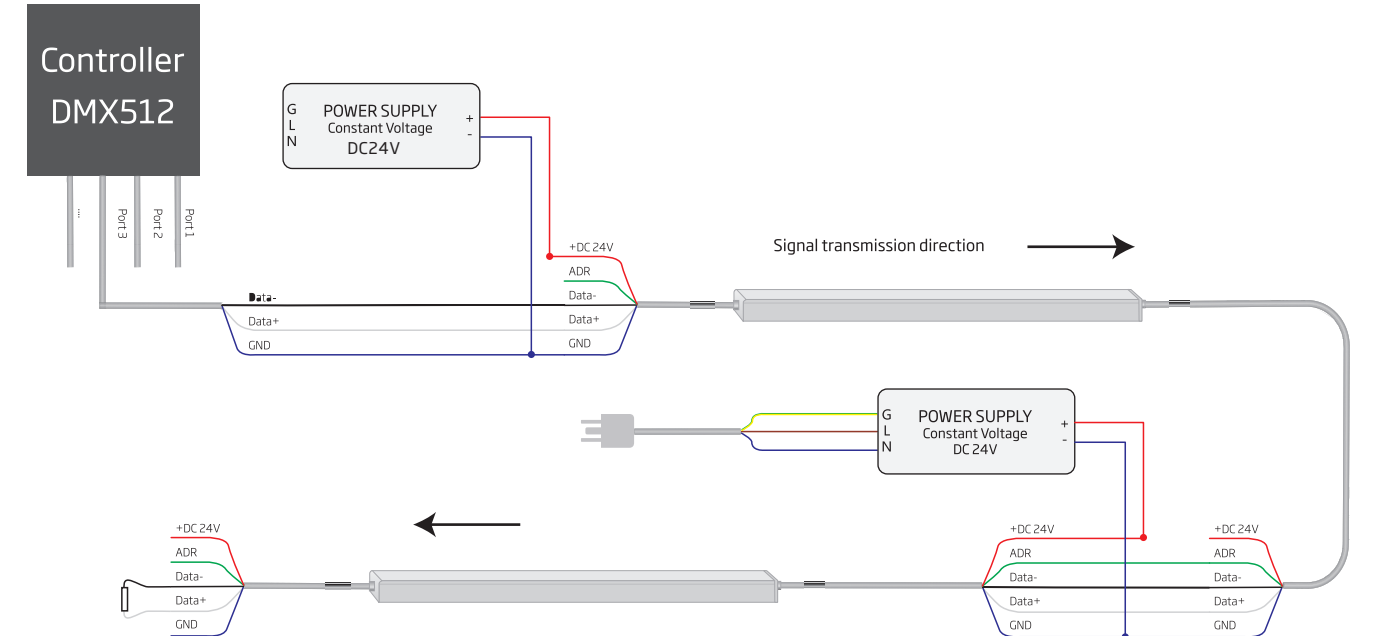 Controller
DMX512
....
Port 3
Port 2
Port 1
G
L
N
POWER SUPPLY
Constant Voltage
DC24V
+
-
+DC 24V
ADR
Data-
Data+
GND
Data-
Data+
GND
Signal transmission direction
G
L
N
POWER SUPPLY
Constant Voltage
DC 24V
+
-
+DC 24V
ADR
Data-
Data+
GND
+DC 24V
ADR
Data-
Data+
GND
+DC 24V
ADR
Data-
Data+
GND